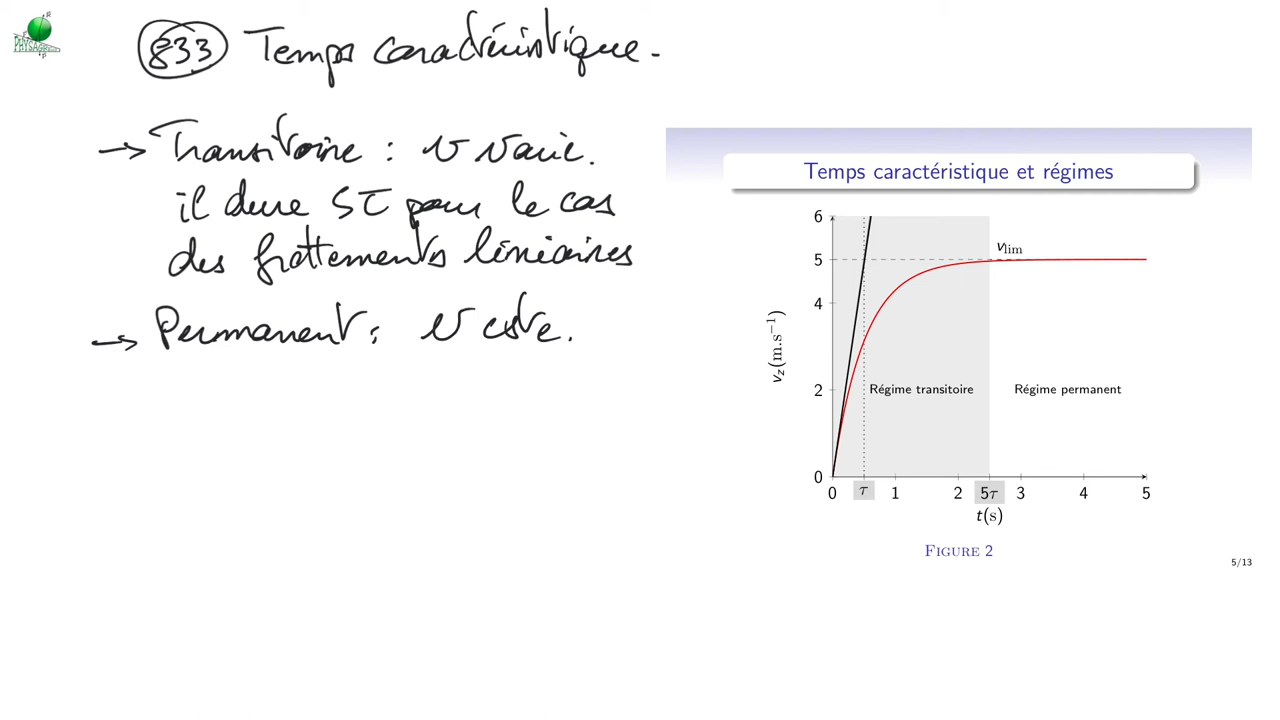 §33 Temps caractéristique.
→ Transitoire : v varie.
il dure 5τ pour le cas
des frottements linéaires
→ Permanent : v cste.
Temps caractéristique et régimes
6
5
4
2
0
v_z(m.s⁻¹)
v_lim
Régime transitoire
Régime permanent
0 τ 1 2 5τ 3 4 5
t(s)
FIGURE 2
5/13